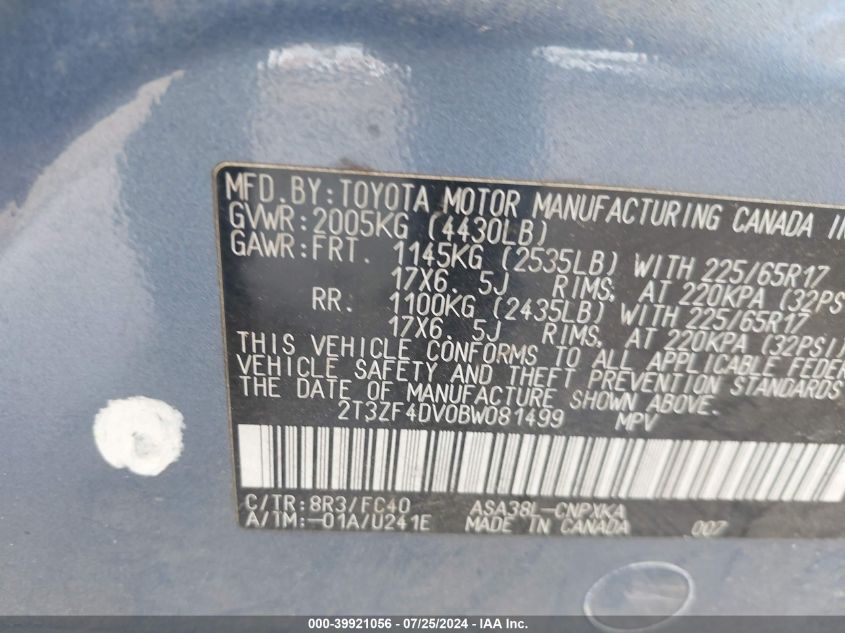 MFD.BY:TOYOTA MOTOR MANUFACTURING CANADA
GVWR:2005KG (4430LB)
GAWR:FRT. 1145KG (2535LB) WITH 225/65R17
17X6. 5J RIMS, AT 220KPA (32PS
RR. 1100KG (2435LB) WITH 225/65R17
17X6. 5J RIMS, AT 220KPA (32PSI)
THIS VEHICLE CONFORMS TO ALL APPLICABLE FEDER
VEHICLE SAFETY AND THEFT PREVENTION STANDARDS
THE DATE OF MANUFACTURE SHOWN ABOVE.
2T3ZF4DV0BW081499 MPV
C/TR:8R3/FC40 ASA38L-CNPXKA
A/TM:-01A/U241E MADE IN CANADA 007
000-39921056 - 07/25/2024 - IAA Inc.